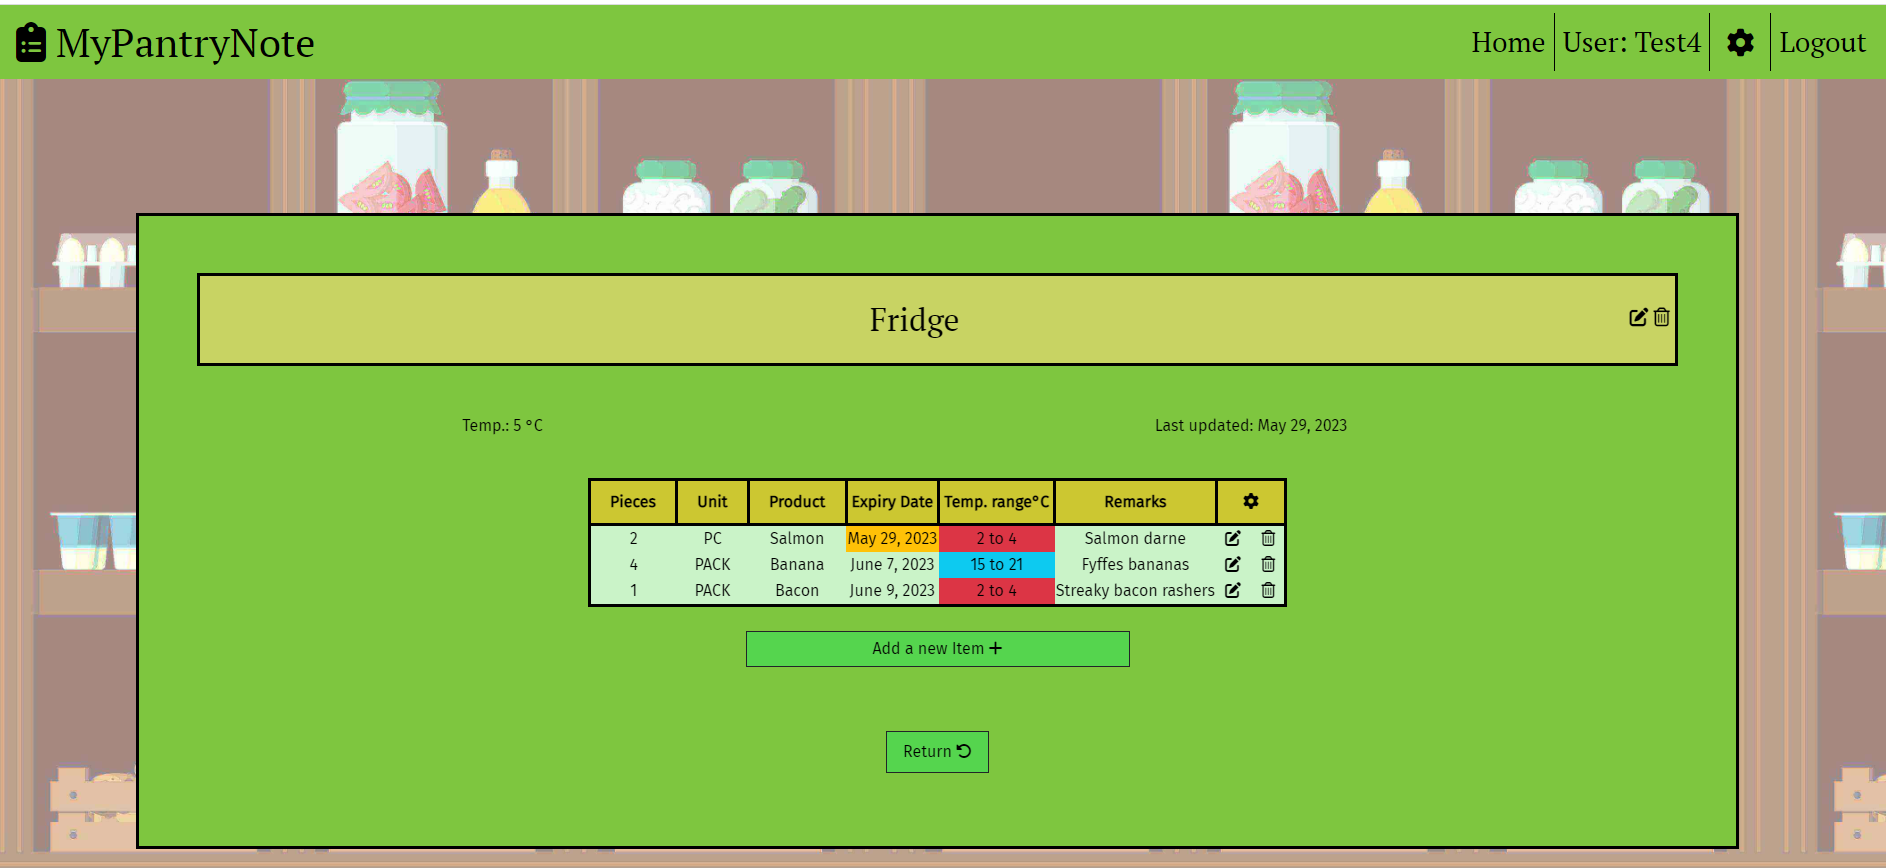 MyPantryNote Home User: Test4 Logout
Fridge
Temp.: 5 °C Last updated: May 29, 2023
Pieces Unit Product Expiry Date Temp. range°C Remarks
2 PC Salmon May 29, 2023 2 to 4 Salmon darne
4 PACK Banana June 7, 2023 15 to 21 Fyffes bananas
1 PACK Bacon June 9, 2023 2 to 4 Streaky bacon rashers
Add a new Item +
Return